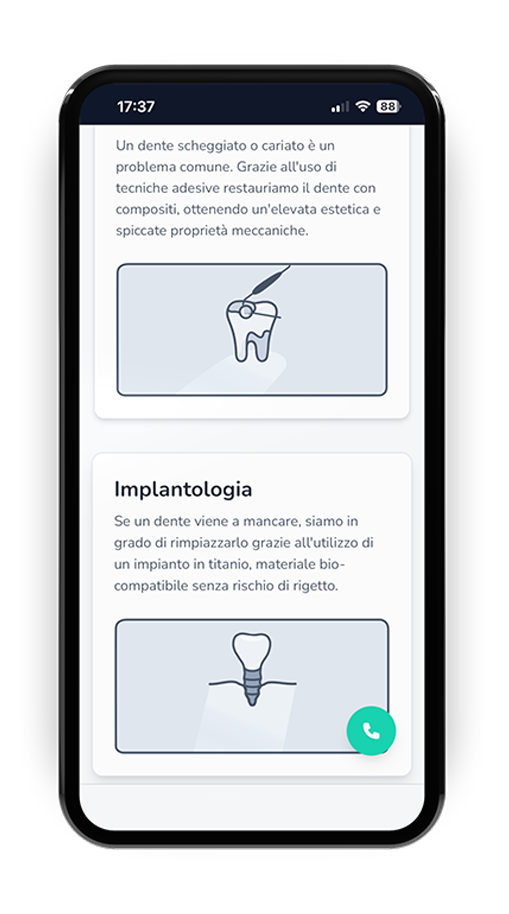 17:37
88
Un dente scheggiato o cariato è un
problema comune. Grazie all'uso di
tecniche adesive restauriamo il dente con
compositi, ottenendo un'elevata estetica e
spiccate proprietà meccaniche.
Implantologia
Se un dente viene a mancare, siamo in
grado di rimpiazzarlo grazie all'utilizzo di
un impianto in titanio, materiale bio-
compatibile senza rischio di rigetto.